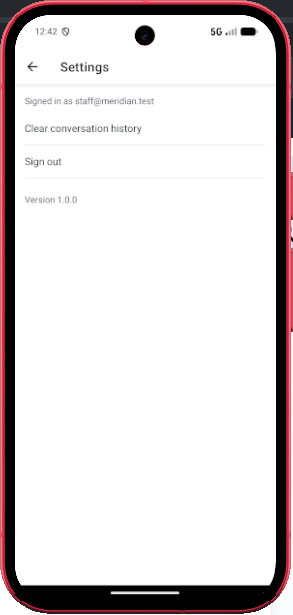 12:42
5G
Settings
Signed in as staff@meridian.test
Clear conversation history
Sign out
Version 1.0.0